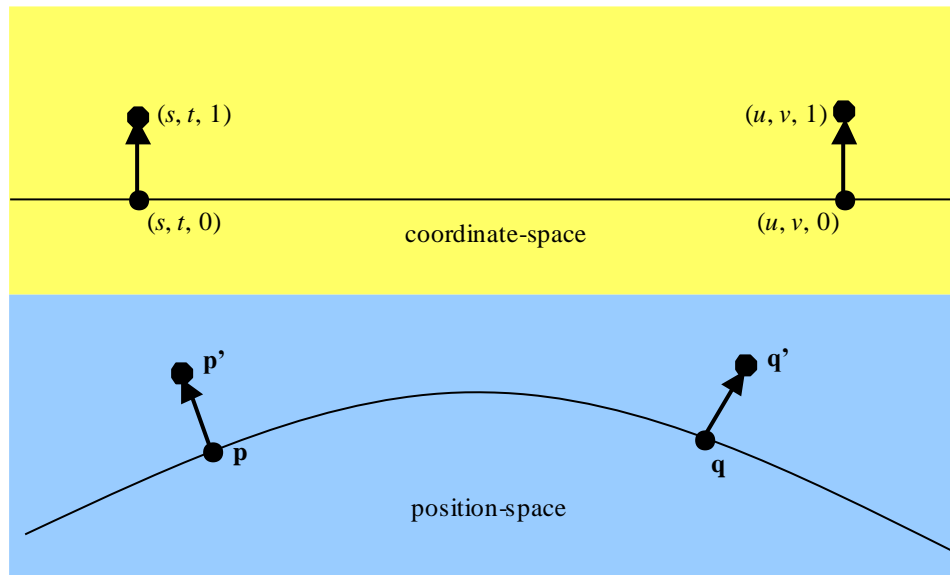 (s, t, 1)
(u, v, 1)
(s, t, 0)
(u, v, 0)
coordinate-space
p’
q’
p
q
position-space